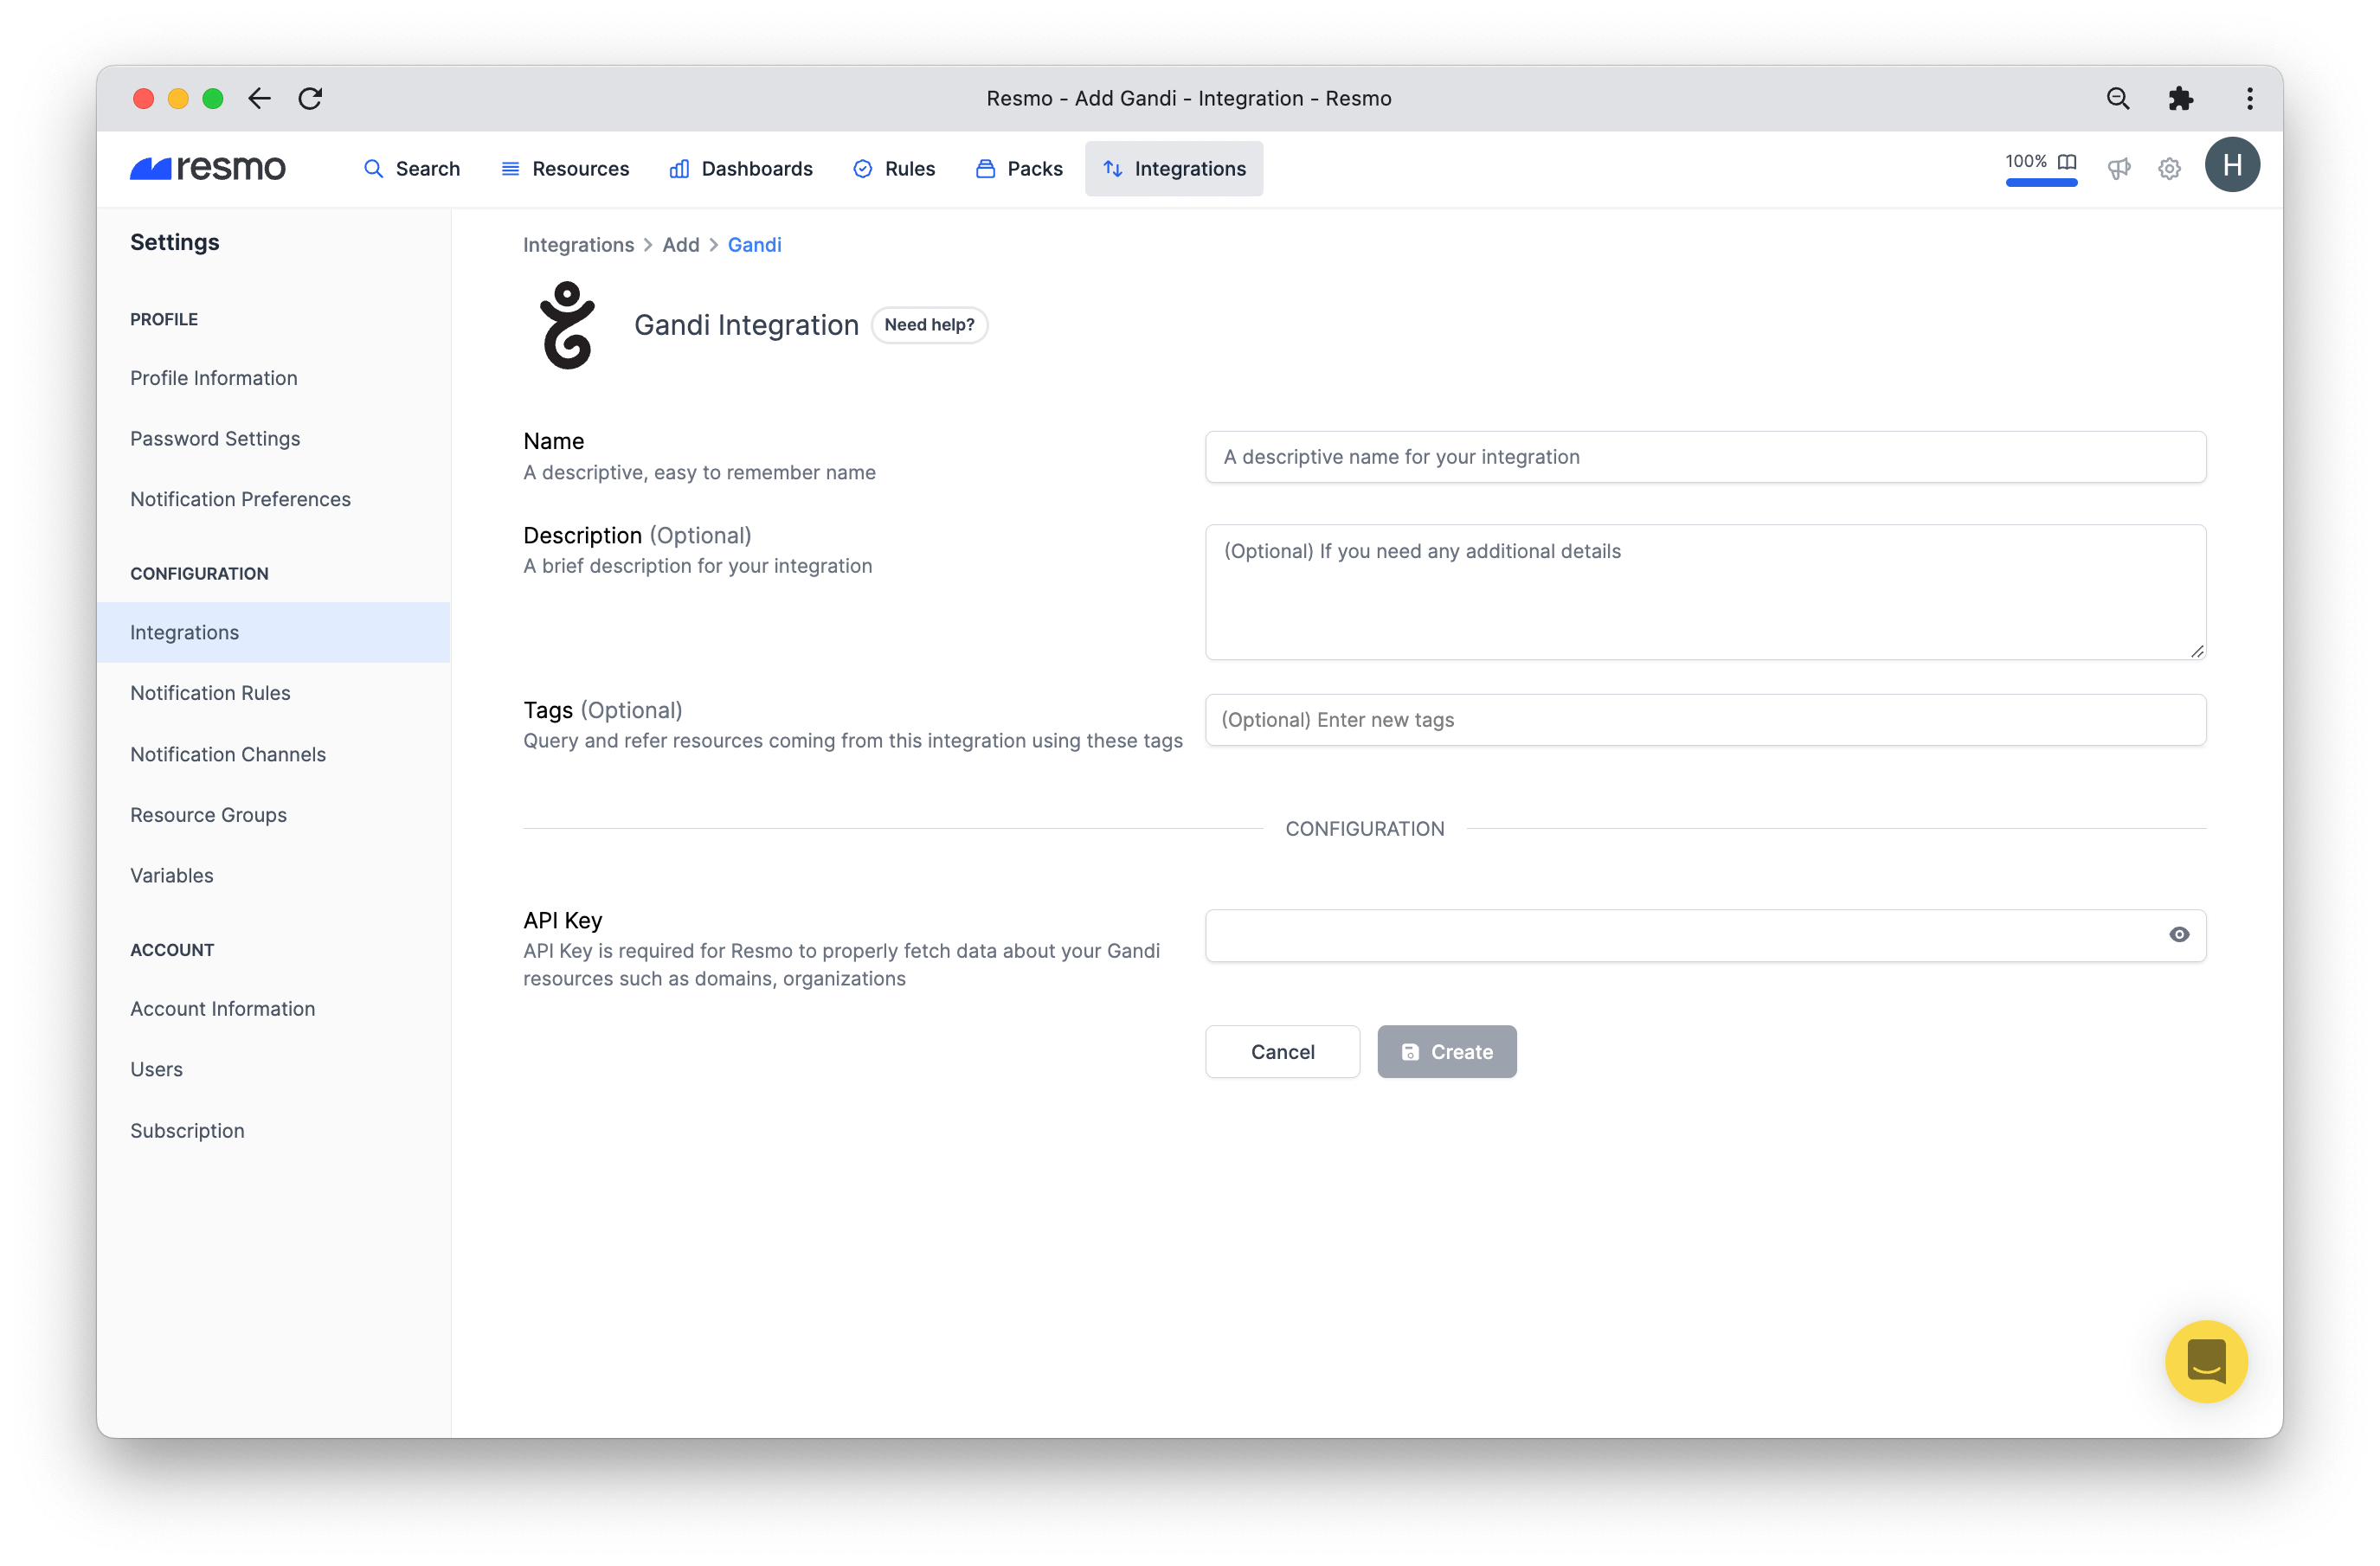 Resmo - Add Gandi - Integration - Resmo
resmo
Search
Resources
Dashboards
Rules
Packs
Integrations
100%
H
Settings
PROFILE
Profile Information
Password Settings
Notification Preferences
CONFIGURATION
Integrations
Notification Rules
Notification Channels
Resource Groups
Variables
ACCOUNT
Account Information
Users
Subscription
Integrations > Add > Gandi
Gandi Integration
Need help?
Name
A descriptive, easy to remember name
A descriptive name for your integration
Description (Optional)
A brief description for your integration
(Optional) If you need any additional details
Tags (Optional)
Query and refer resources coming from this integration using these tags
(Optional) Enter new tags
CONFIGURATION
API Key
API Key is required for Resmo to properly fetch data about your Gandi
resources such as domains, organizations
Cancel
Create